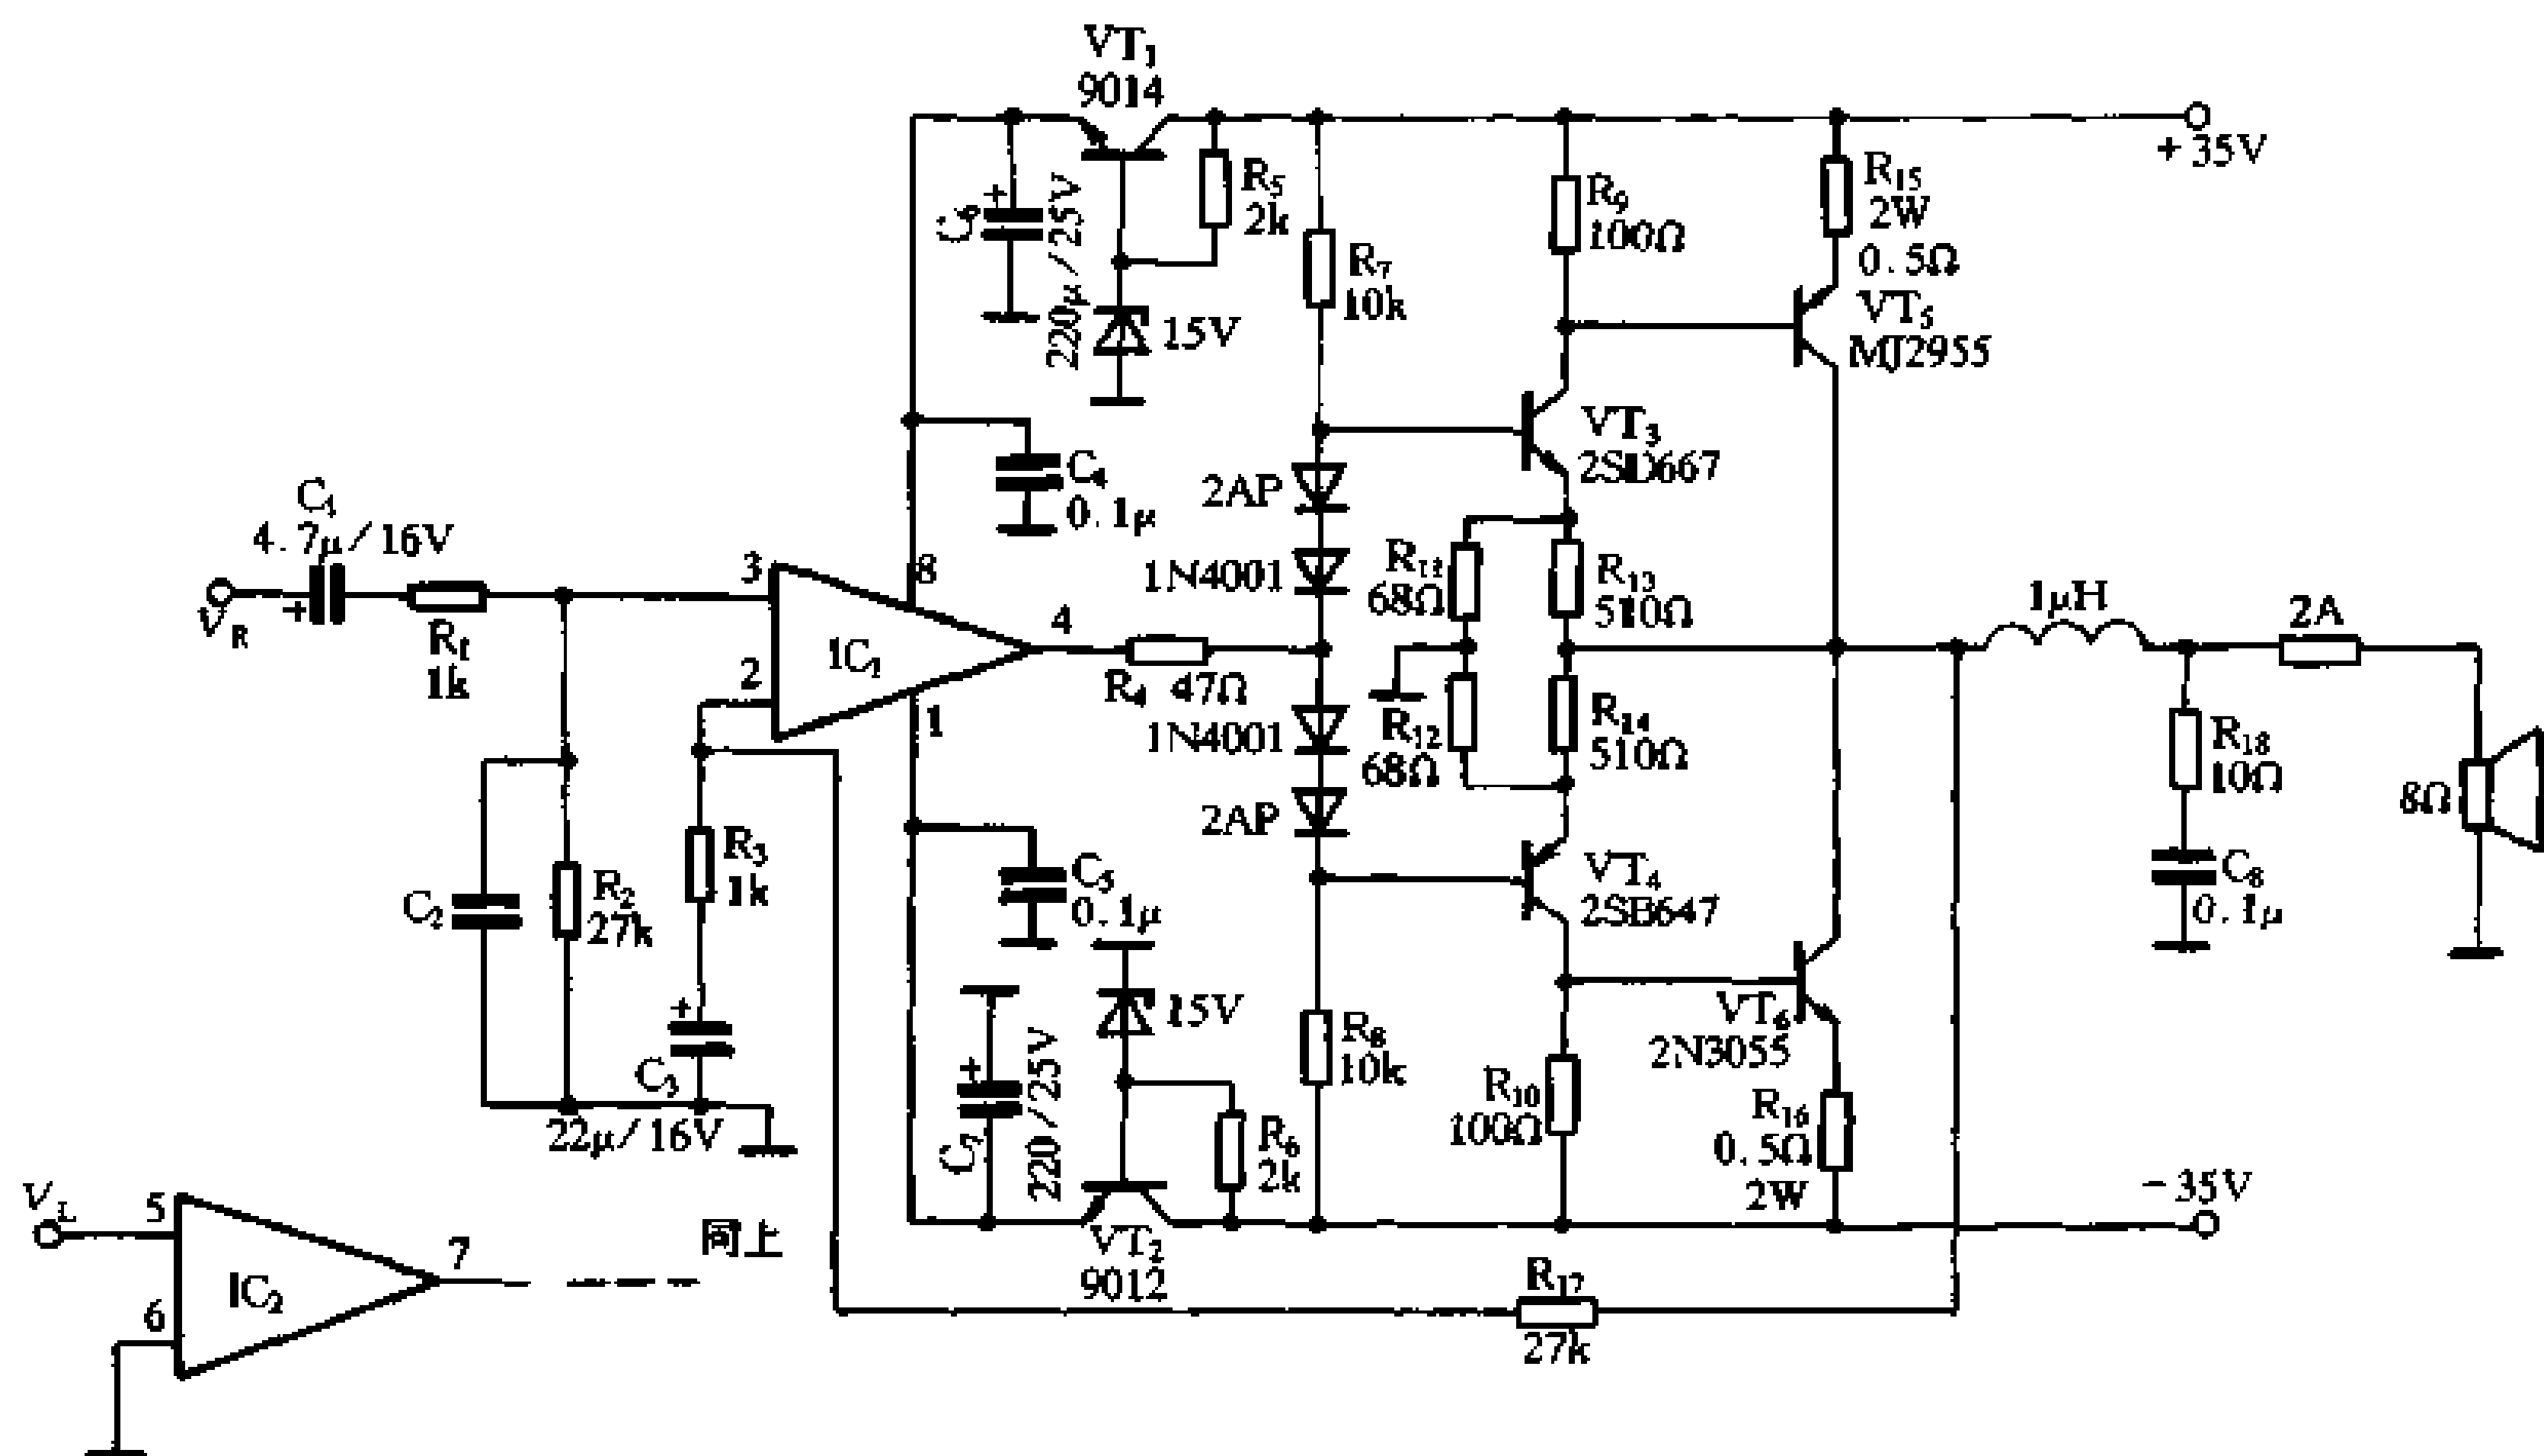 VT₁
9014
+35V
C₆
220μ/25V
R₅
2k
15V
R₇
10k
R₉
100Ω
R₁₅
2W
0.5Ω
VT₅
MJ2955
VT₃
2SD667
C₁
4.7μ/16V
V_R
+
R₁
1k
C₄
0.1μ
2AP
1N4001
R₁₁
68Ω
R₁₃
510Ω
3
8
2
1
4
IC₁
R₄ 47Ω
1μH
2A
1N4001
R₁₂
68Ω
R₁₄
510Ω
2AP
R₁₈
10Ω
8Ω
C₈
0.1μ
C₂
R₂
27k
R₃
1k
+
C₃
22μ/16V
C₅
0.1μ
15V
+
C₇
220/25V
R₆
2k
VT₂
9012
R₈
10k
VT₄
2SB647
VT₆
2N3055
R₁₀
100Ω
R₁₆
0.5Ω
2W
-35V
R₁₇
27k
V_L
5
6
7
IC₂
同上